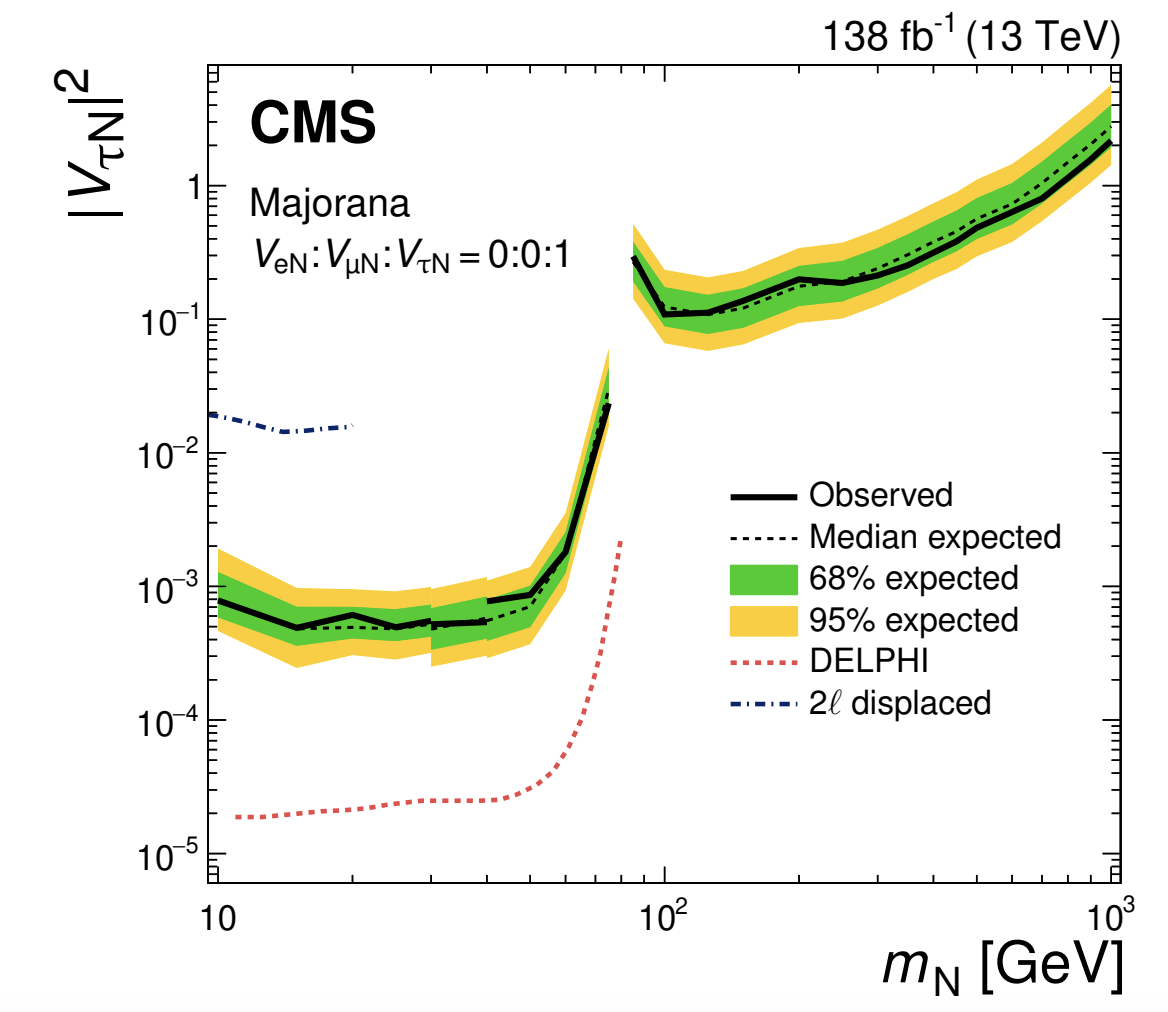 138 fb⁻¹ (13 TeV)
|V_τN|²
CMS
Majorana
V_eN:V_μN:V_τN = 0:0:1
1
10⁻¹
10⁻²
10⁻³
10⁻⁴
10⁻⁵
Observed
Median expected
68% expected
95% expected
DELPHI
2ℓ displaced
10 10² 10³
m_N [GeV]